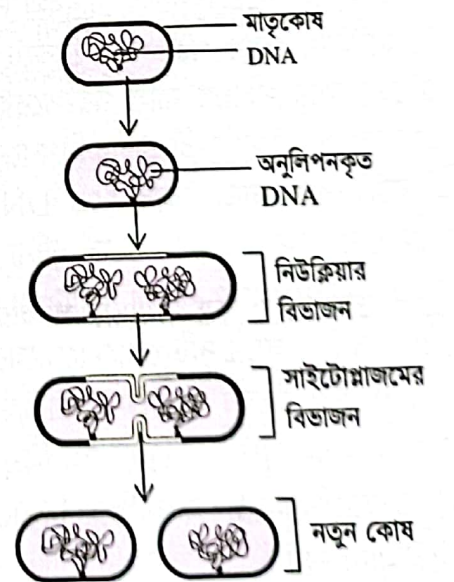 মাতৃকোষ
DNA
অনুলিপনকৃত
DNA
নিউক্লিয়ার
বিভাজন
সাইটোপ্লাজমের
বিভাজন
নতুন কোষ